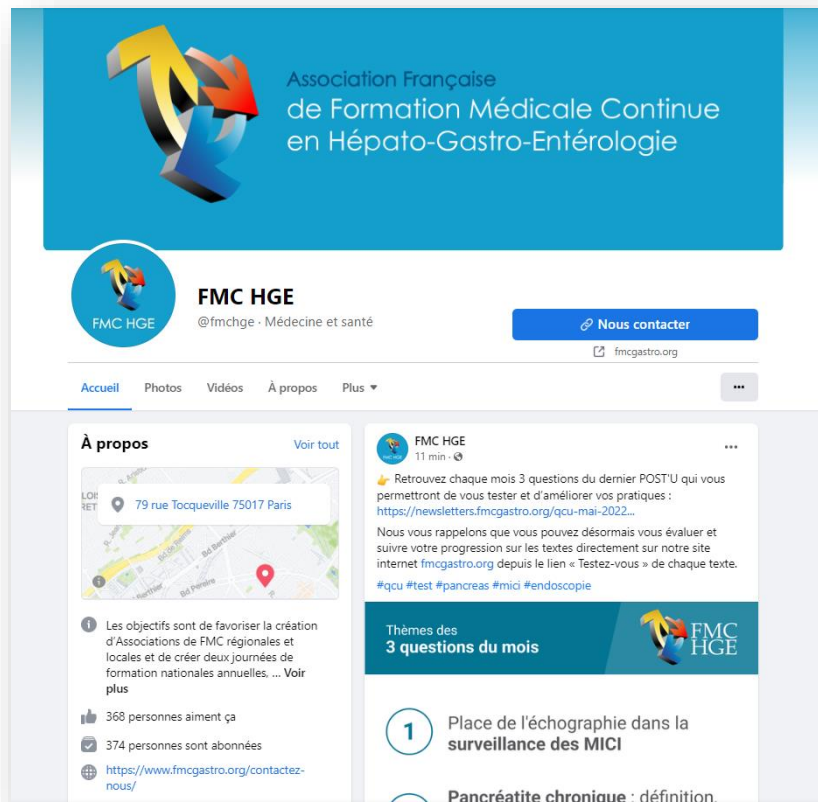 Association Française
de Formation Médicale Continue
en Hépato-Gastro-Entérologie
FMC HGE
FMC HGE
@fmchge · Médecine et santé
Nous contacter
fmcgastro.org
Accueil
Photos
Vidéos
À propos
Plus
À propos
Voir tout
79 rue Tocqueville 75017 Paris
Bd Berthier
Bd Pereire
Les objectifs sont de favoriser la création
d'Associations de FMC régionales et
locales et de créer deux journées de
formation nationales annuelles, ... Voir
plus
368 personnes aiment ça
374 personnes sont abonnées
https://www.fmcgastro.org/contactez-
nous/
FMC HGE
11 min ·
Retrouvez chaque mois 3 questions du dernier POST'U qui vous
permettront de vous tester et d'améliorer vos pratiques :
https://newsletters.fmcgastro.org/qcu-mai-2022...
Nous vous rappelons que vous pouvez désormais vous évaluer et
suivre votre progression sur les textes directement sur notre site
internet fmcgastro.org depuis le lien « Testez-vous » de chaque texte.
#qcu #test #pancreas #mici #endoscopie
Thèmes des
3 questions du mois
FMC
HGE
1
Place de l'échographie dans la
surveillance des MICI
Pancréatite chronique : définition,